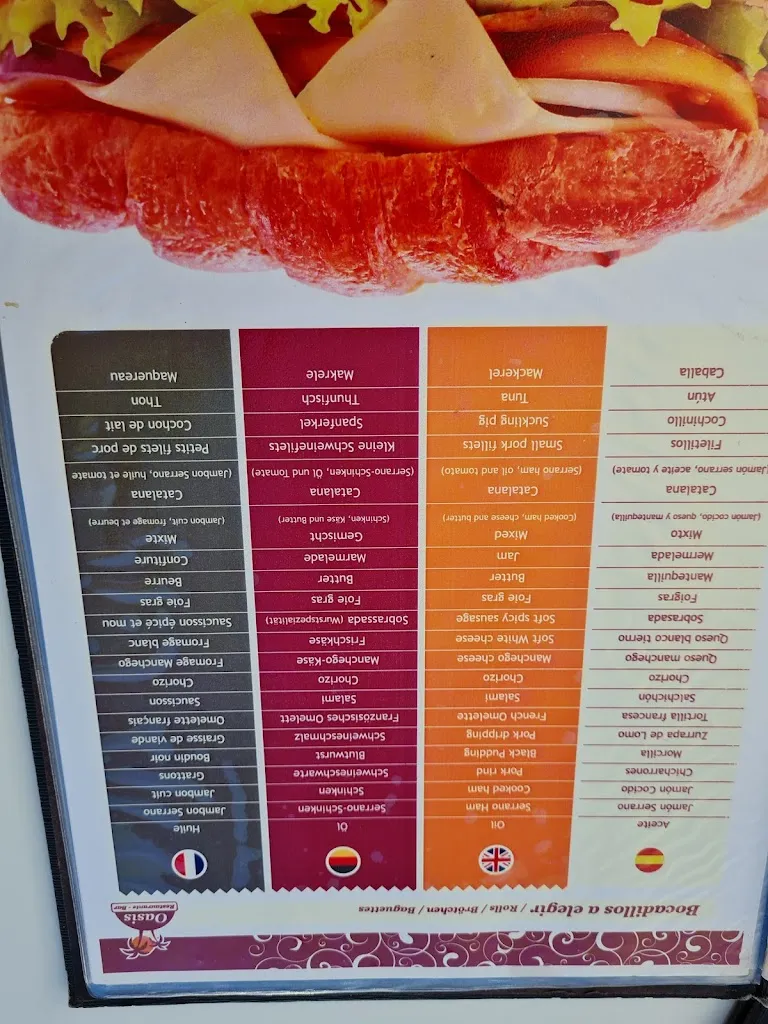 Oasis
Restaurante - Bar
Bocadillos a elegir / Rolls / Brötchen / Baguettes
Aceite Oil Öl Huile
Jamón Serrano Serrano Ham Serrano-Schinken Jambon Serrano
Jamón Cocido Cooked ham Schinken Jambon cuit
Chicharrones Pork rind Schweineschwarte Grattons
Morcilla Black Pudding Blutwurst Boudin noir
Zurrapa de Lomo Pork dripping Schweineschmalz Graisse de viande
Tortilla francesa French Omelette Französisches Omelett Omelette français
Salchichón Salami Salami Saucisson
Chorizo Chorizo Chorizo Chorizo
Queso manchego Manchego cheese Manchego-Käse Fromage Manchego
Queso blanco tierno Soft White cheese Frischkäse Fromage blanc
Sobrasada Soft spicy sausage Sobrassada (Wurstspezialität) Saucisson épicé et mou
Foigras Foie gras Foie gras Foie gras
Mantequilla Butter Butter Beurre
Mermelada Jam Marmelade Confiture
Mixto Mixed Gemischt Mixte
(Jamón, cocido, queso y mantequilla) (Cooked ham, cheese and butter) (Schinken, Käse und Butter) (Jambon, cuit, fromage et beurre)
Catalana Catalana Catalana Catalana
(Jamón serrano, aceite y tomate) (Serrano ham, oil and tomato) (Serrano-Schinken, Öl und Tomate) (Jambon Serrano, huile et tomate
Filetillos Small pork fillets Kleine Schweinefilets Petits filets de porc
Cochinillo Suckling pig Spanferkel Cochon de lait
Atún Tuna Thunfisch Thon
Caballa Mackerel Makrele Maquereau